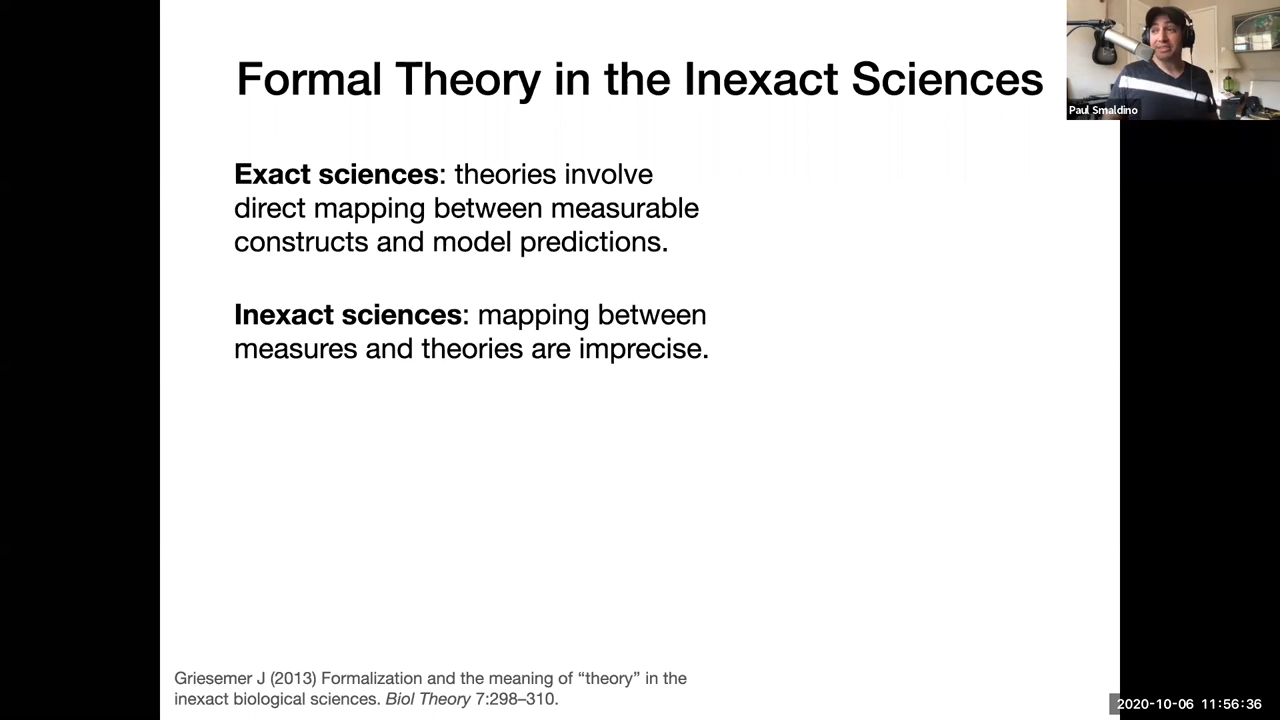 Formal Theory in the Inexact Sciences
Paul Smaldino
Exact sciences: theories involve
direct mapping between measurable
constructs and model predictions.
Inexact sciences: mapping between
measures and theories are imprecise.
Griesemer J (2013) Formalization and the meaning of “theory” in the
inexact biological sciences. Biol Theory 7:298–310.
2020-10-06 11:56:36